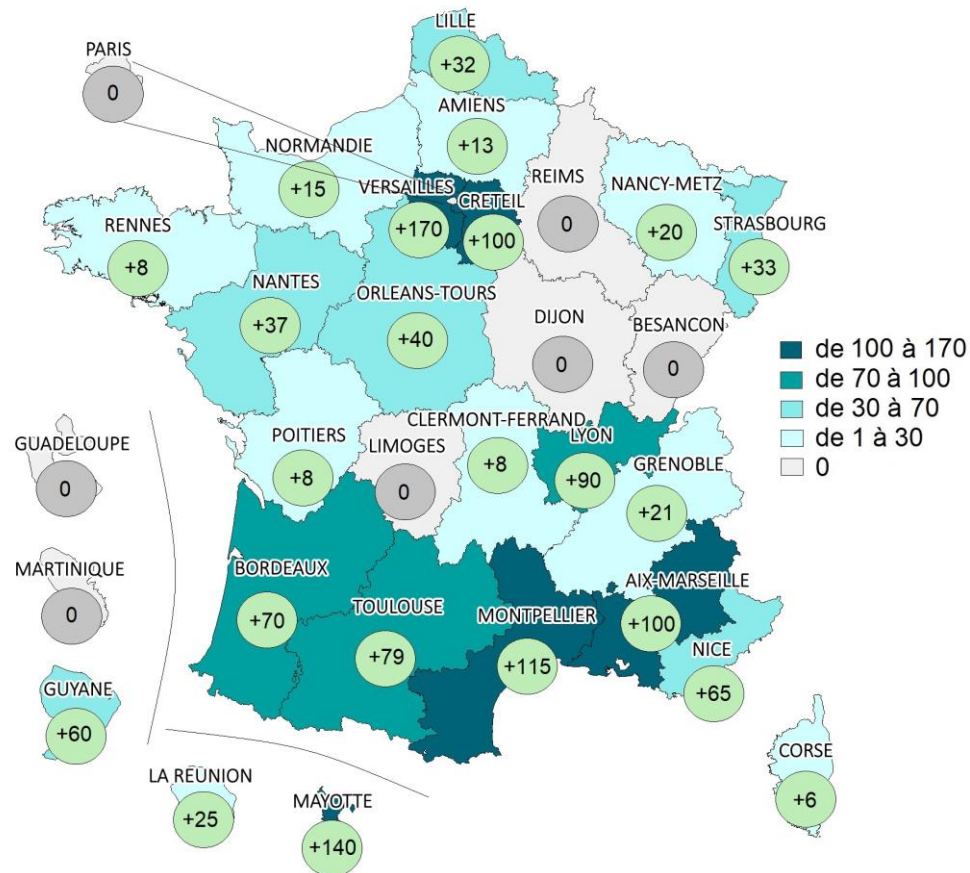 LILLE
+32
PARIS
0
AMIENS
+13
NORMANDIE
+15
VERSAILLES
+170
CRETEIL
+100
REIMS
0
NANCY-METZ
+20
STRASBOURG
+33
RENNES
+8
NANTES
+37
ORLEANS-TOURS
+40
DIJON
0
BESANCON
0
de 100 à 170
de 70 à 100
de 30 à 70
de 1 à 30
0
CLERMONT-FERRAND
+8
LYON
+90
POITIERS
+8
LIMOGES
0
GRENOBLE
+21
GUADELOUPE
0
MARTINIQUE
0
BORDEAUX
+70
TOULOUSE
+79
MONTPELLIER
+115
AIX-MARSEILLE
+100
NICE
+65
GUYANE
+60
CORSE
+6
LA REUNION
+25
MAYOTTE
+140